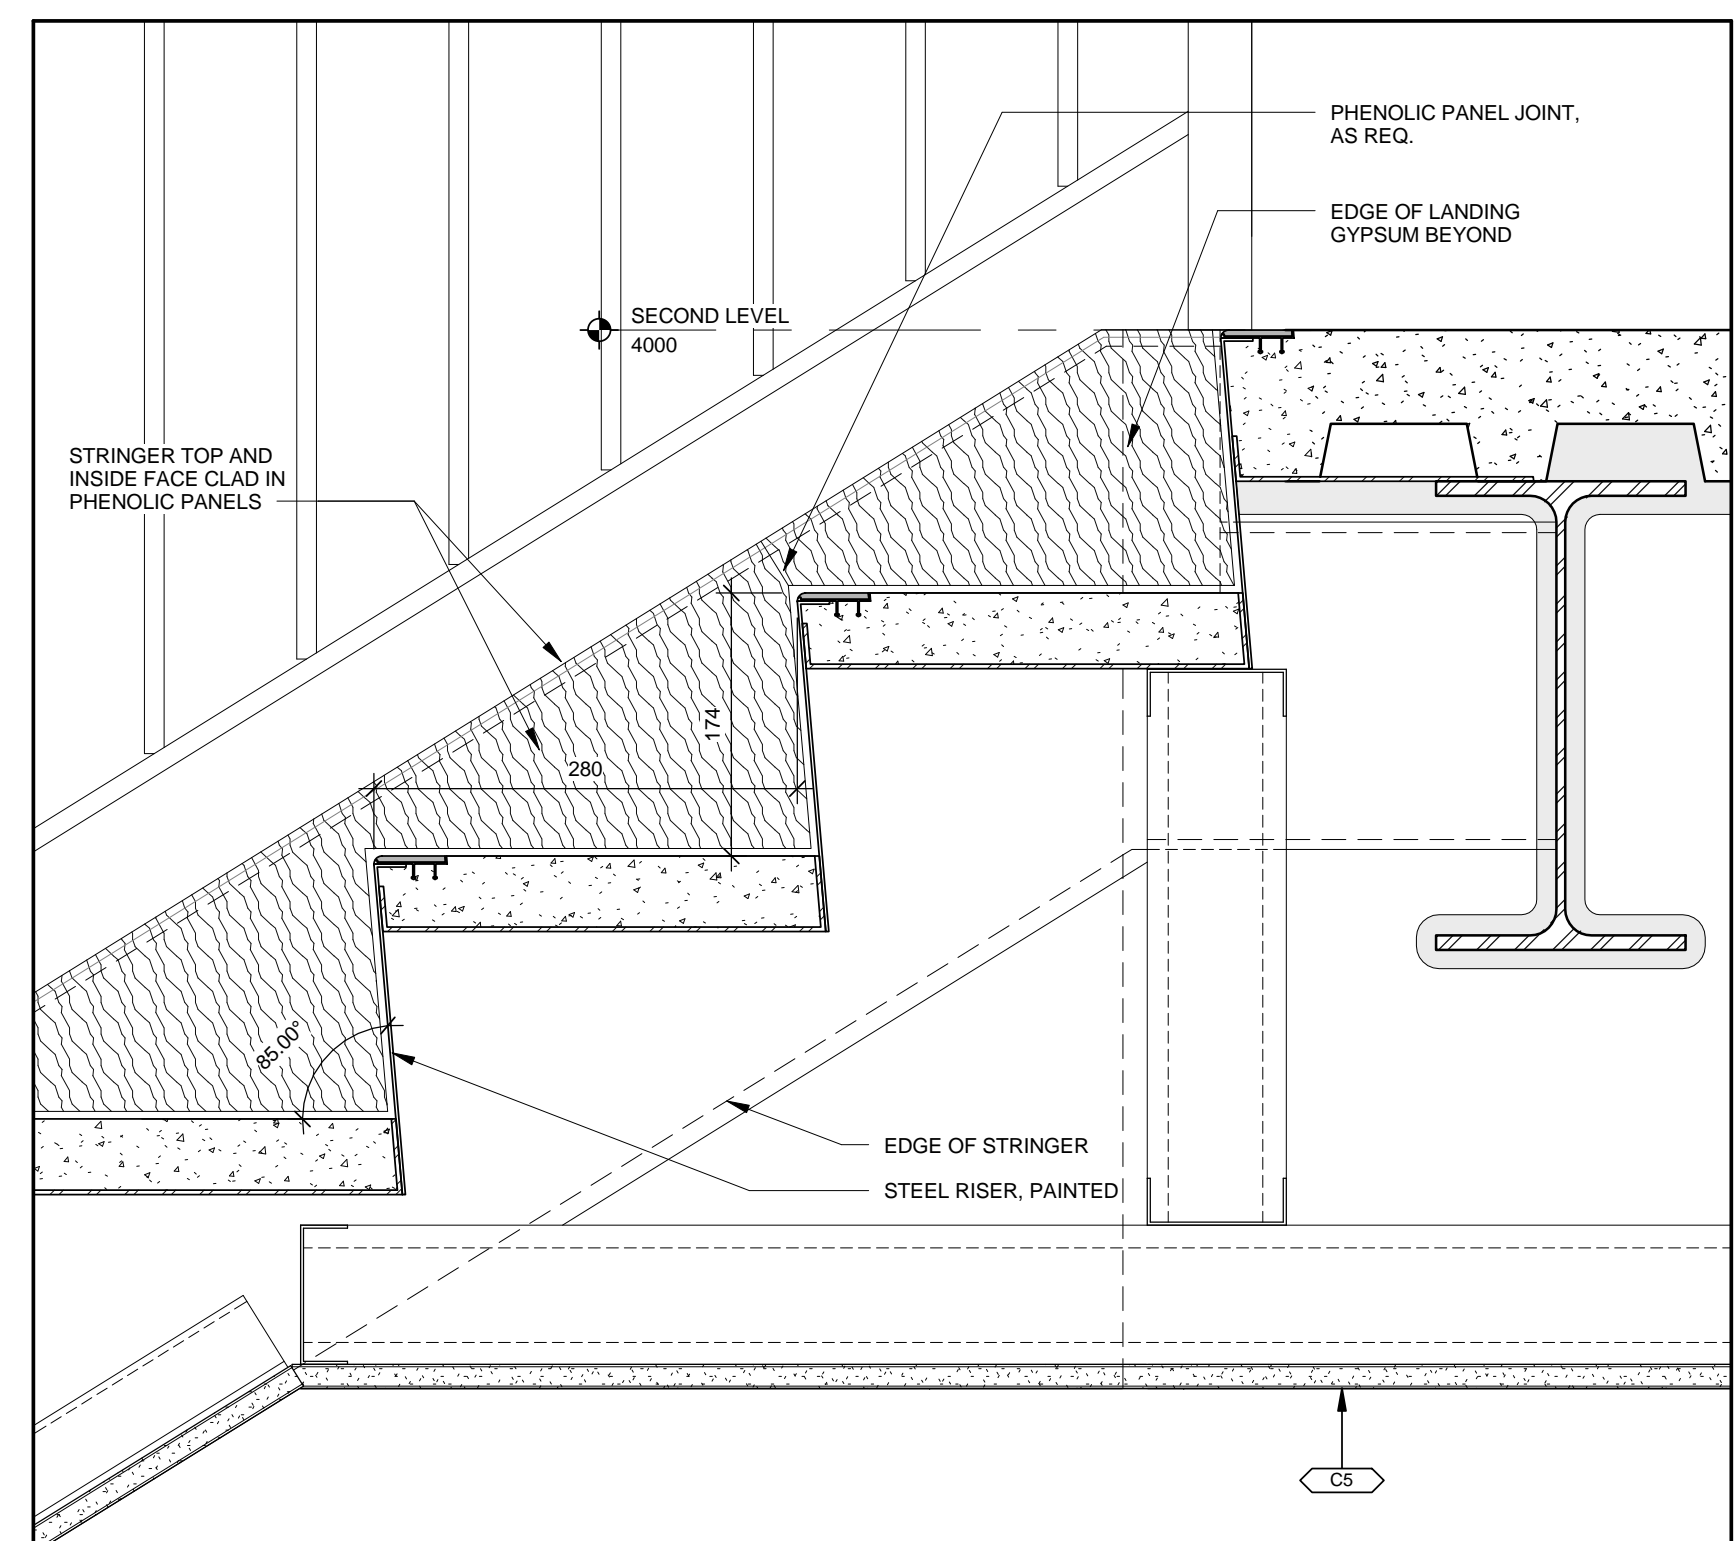 PHENOLIC PANEL JOINT,
AS REQ.
EDGE OF LANDING
GYPSUM BEYOND
SECOND LEVEL
4000
STRINGER TOP AND
INSIDE FACE CLAD IN
PHENOLIC PANELS
174
280
85.00°
EDGE OF STRINGER
STEEL RISER, PAINTED
C5